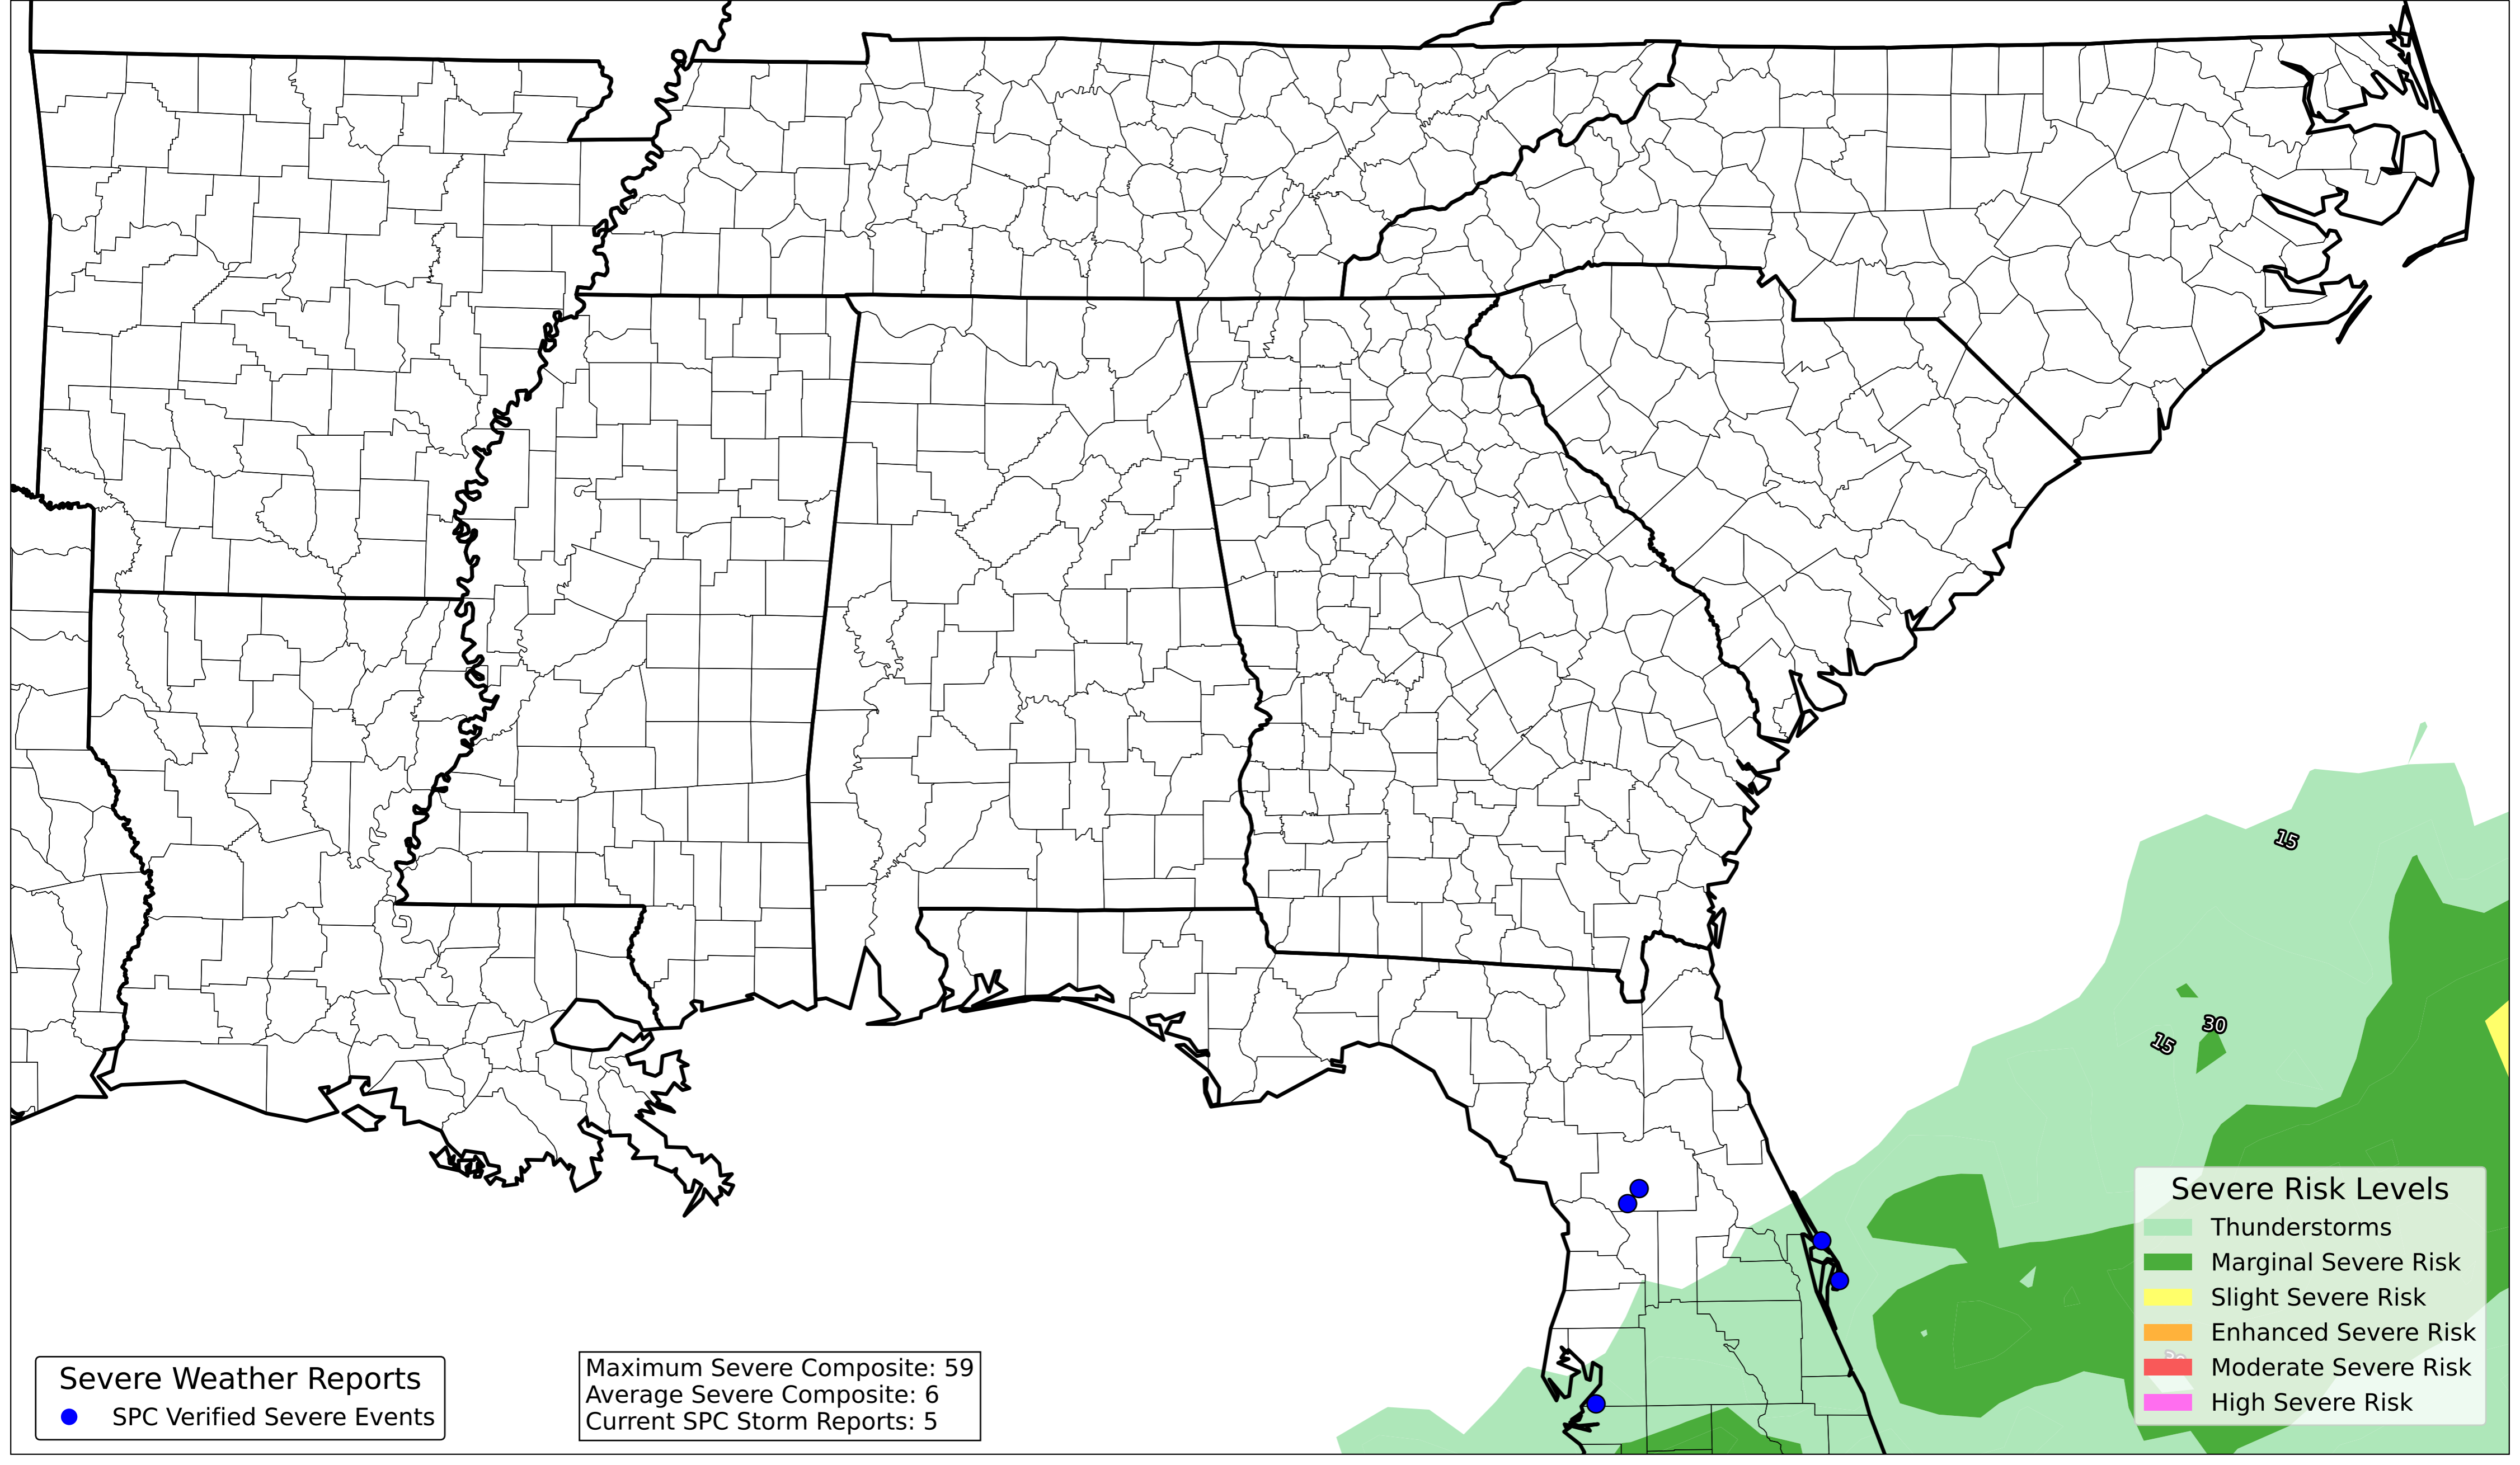 15
30
15
Severe Risk Levels
Thunderstorms
Marginal Severe Risk
Slight Severe Risk
Enhanced Severe Risk
Moderate Severe Risk
High Severe Risk
Severe Weather Reports
SPC Verified Severe Events
Maximum Severe Composite: 59
Average Severe Composite: 6
Current SPC Storm Reports: 5